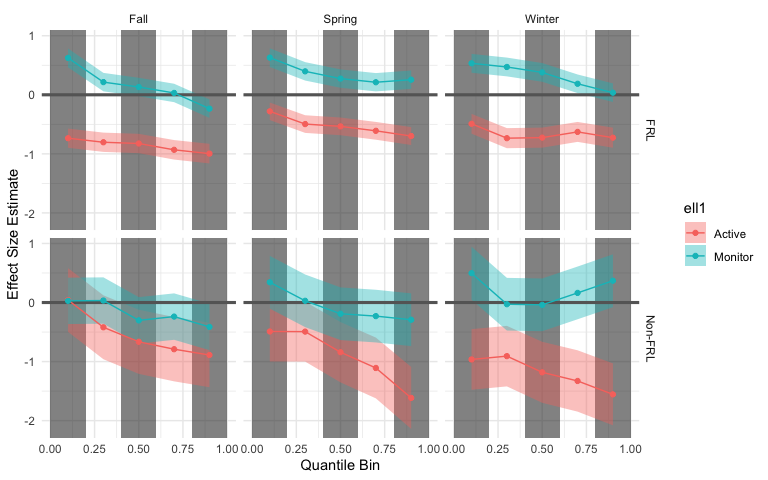 Fall Spring Winter
1
0
-1
-2
FRL
1
0
-1
-2
Non-FRL
Effect Size Estimate
0.00 0.25 0.50 0.75 1.00 0.00 0.25 0.50 0.75 1.00 0.00 0.25 0.50 0.75 1.00
Quantile Bin
ell1
Active
Monitor